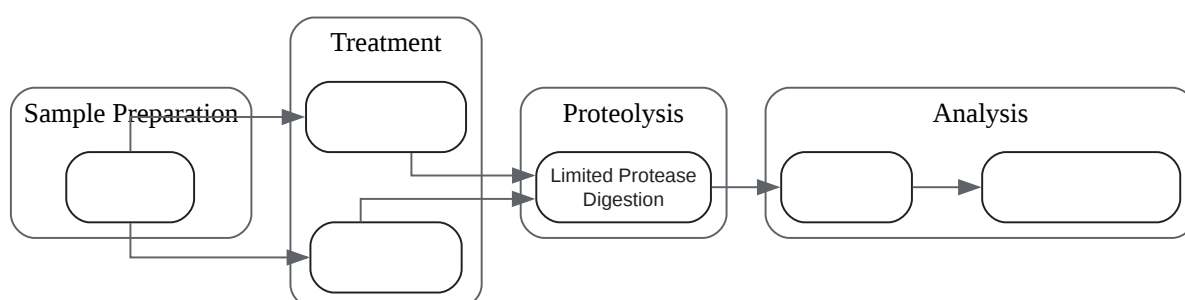 Treatment
Sample Preparation
Proteolysis
Analysis
Limited Protease
Digestion